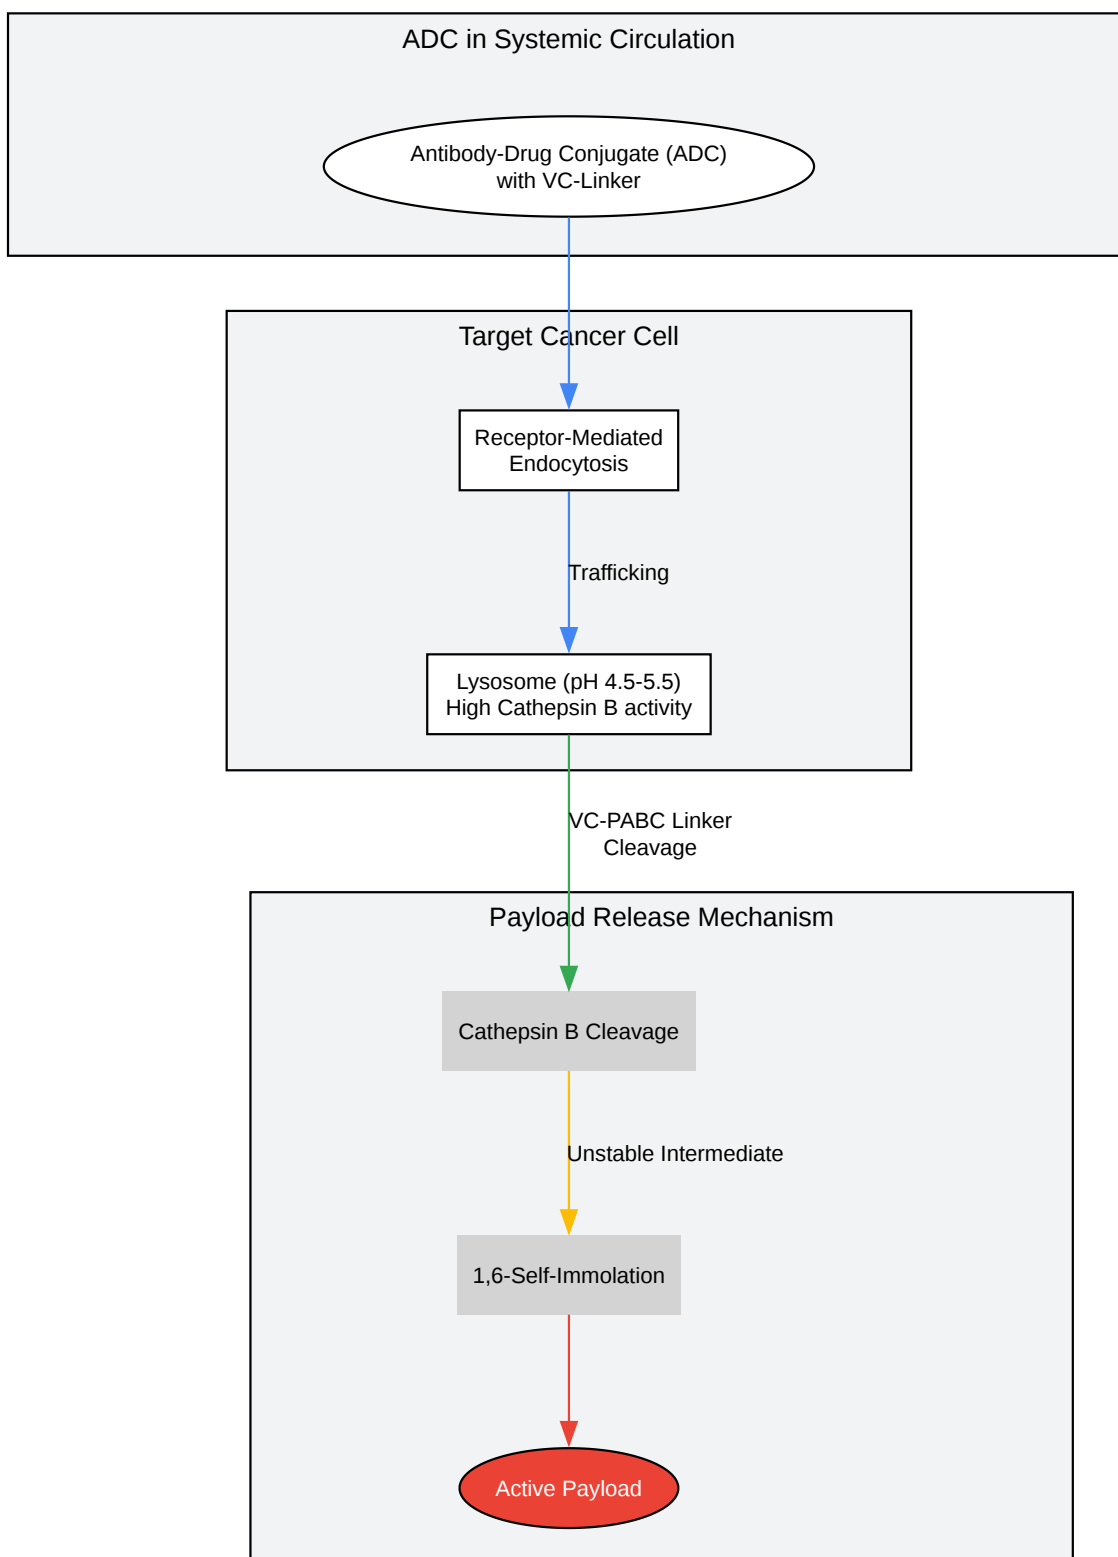 ADC in Systemic Circulation
Antibody-Drug Conjugate (ADC)
with VC-Linker
Target Cancer Cell
Receptor-Mediated
Endocytosis
Trafficking
Lysosome (pH 4.5-5.5)
High Cathepsin B activity
VC-PABC Linker
Cleavage
Payload Release Mechanism
Cathepsin B Cleavage
Unstable Intermediate
1,6-Self-Immolation
Active Payload